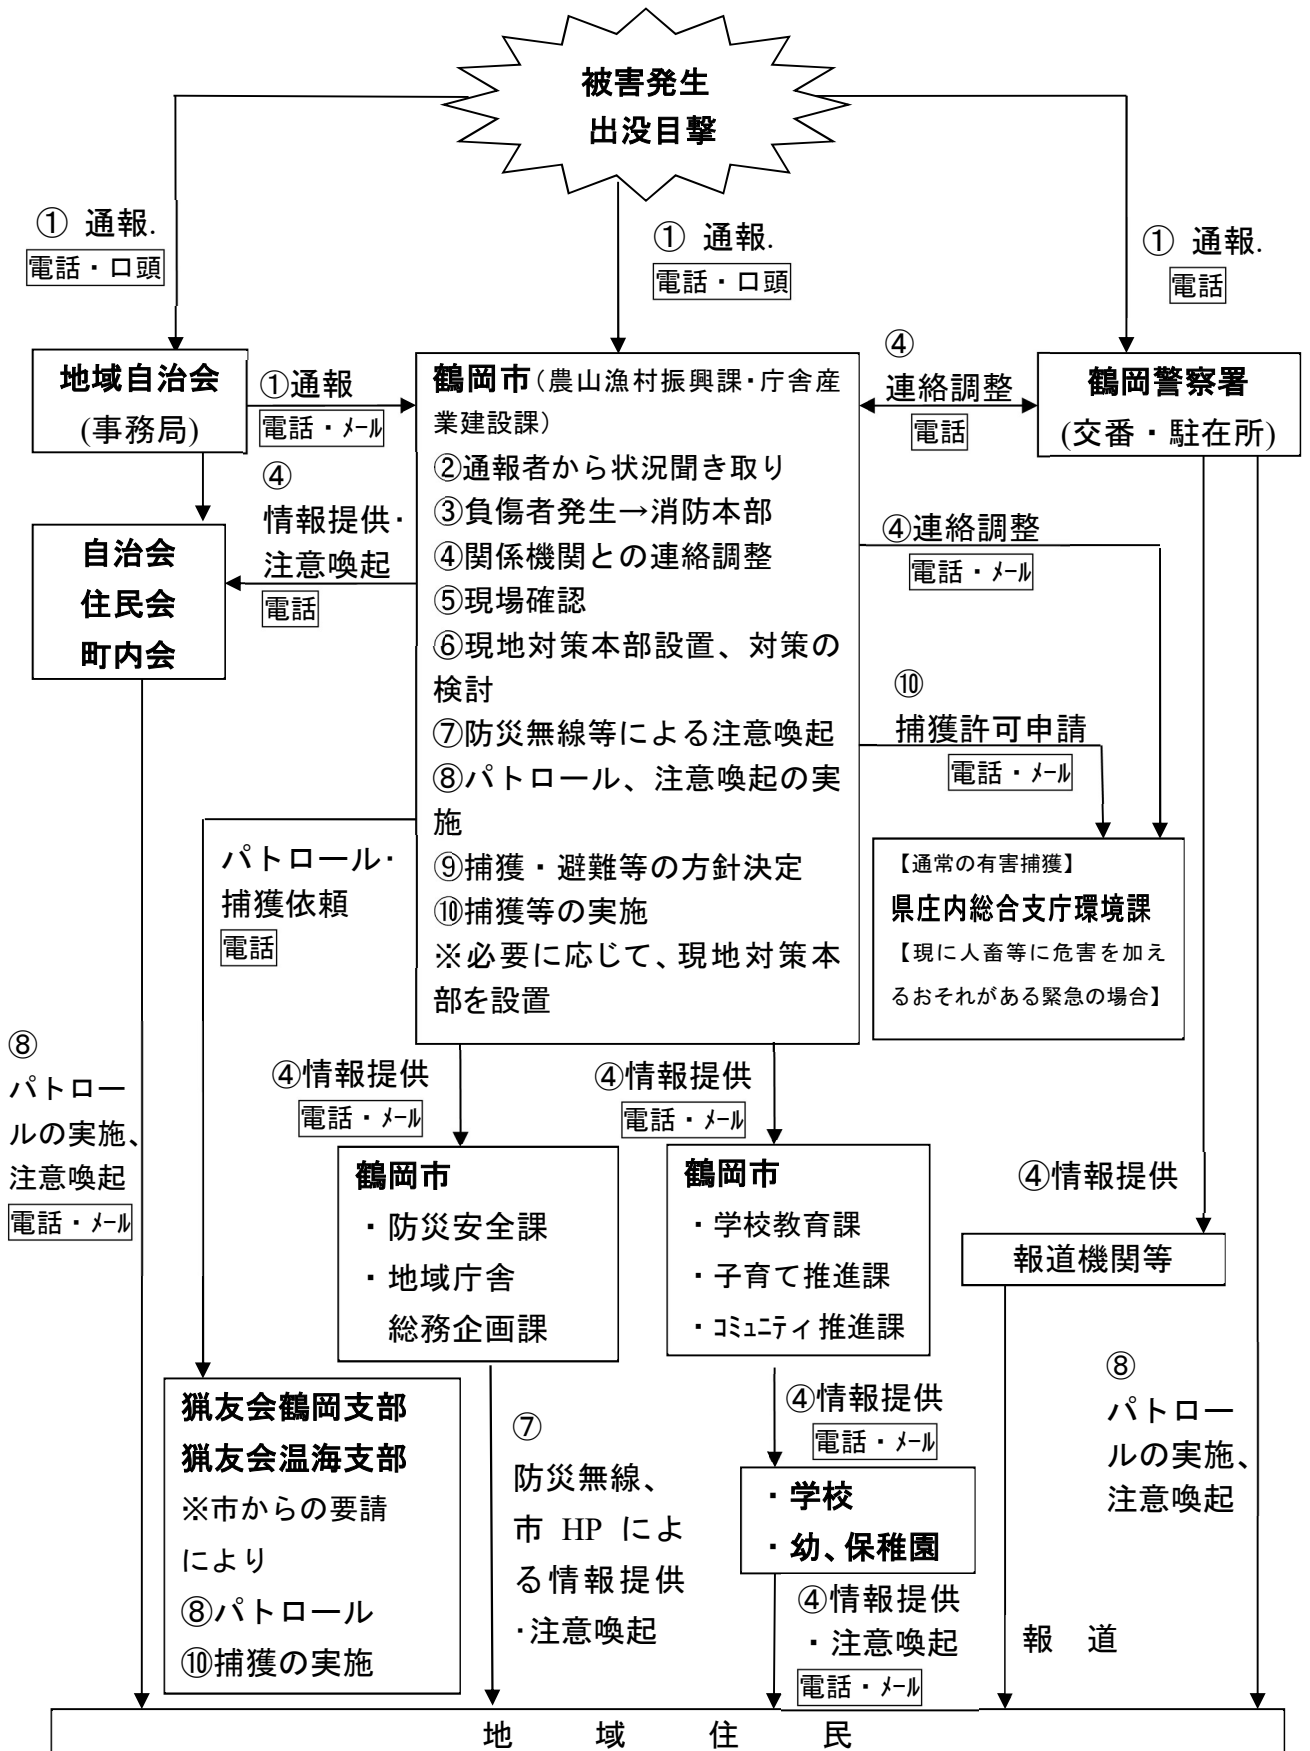 被害発生
出没目撃
① 通報.
電話・口頭
① 通報.
電話・口頭
① 通報.
電話
地域自治会
(事務局)
①通報
電話・ﾒｰﾙ
鶴岡市（農山漁村振興課・庁舎産
業建設課）
②通報者から状況聞き取り
③負傷者発生→消防本部
④関係機関との連絡調整
⑤現場確認
⑥現地対策本部設置、対策の
検討
⑦防災無線等による注意喚起
⑧パトロール、注意喚起の実
施
⑨捕獲・避難等の方針決定
⑩捕獲等の実施
※必要に応じて、現地対策本
部を設置
④
連絡調整
電話
鶴岡警察署
(交番・駐在所)
④
情報提供・
注意喚起
電話
自治会
住民会
町内会
④連絡調整
電話・ﾒｰﾙ
⑩
捕獲許可申請
電話・ﾒｰﾙ
パトロール・
捕獲依頼
電話
【通常の有害捕獲】
県庄内総合支庁環境課
【現に人畜等に危害を加え
るおそれがある緊急の場合】
⑧
パトロー
ルの実施、
注意喚起
電話・ﾒｰﾙ
④情報提供
電話・ﾒｰﾙ
④情報提供
電話・ﾒｰﾙ
鶴岡市
・防災安全課
・地域庁舎
総務企画課
鶴岡市
・学校教育課
・子育て推進課
・ｺﾐｭﾆﾃｨ推進課
④情報提供
報道機関等
猟友会鶴岡支部
猟友会温海支部
※市からの要請
により
⑧パトロール
⑩捕獲の実施
⑦
防災無線、
市 HP によ
る情報提供
・注意喚起
④情報提供
電話・ﾒｰﾙ
・学校
・幼、保稚園
④情報提供
・注意喚起
電話・ﾒｰﾙ
報 道
⑧
パトロー
ルの実施、
注意喚起
地 域 住 民